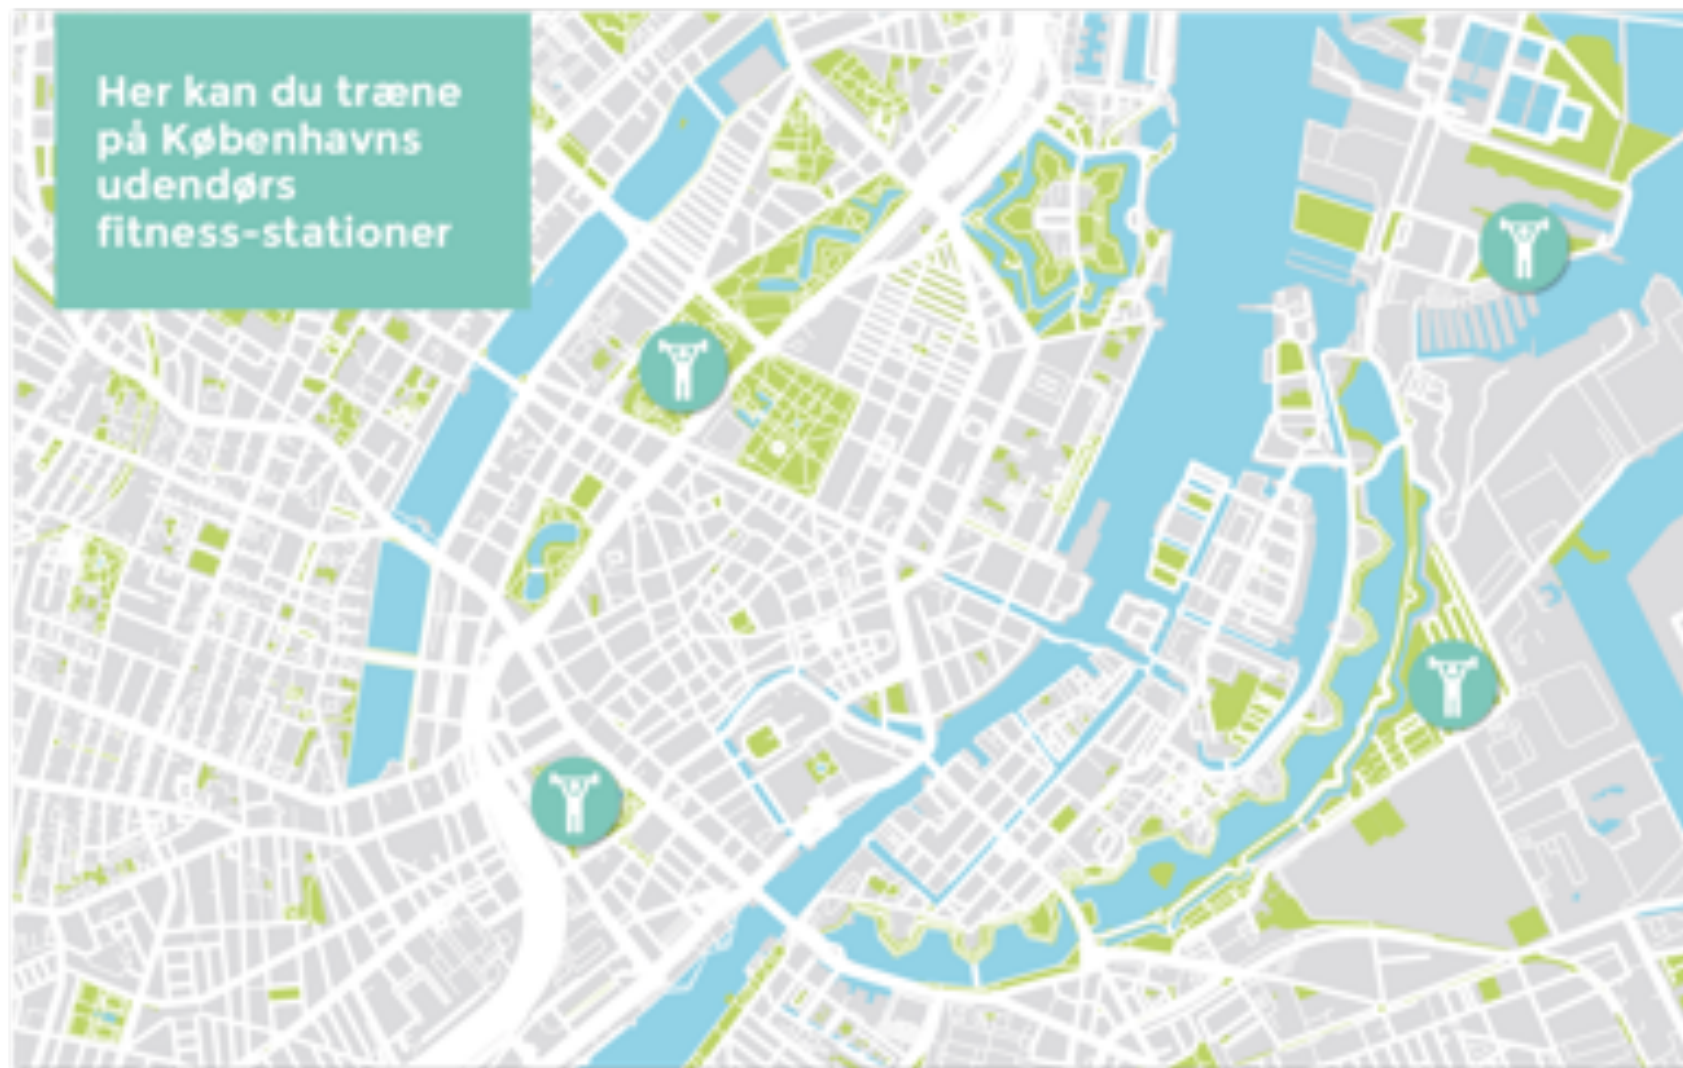 Her kan du træne
på Københavns
udendørs
fitness-stationer